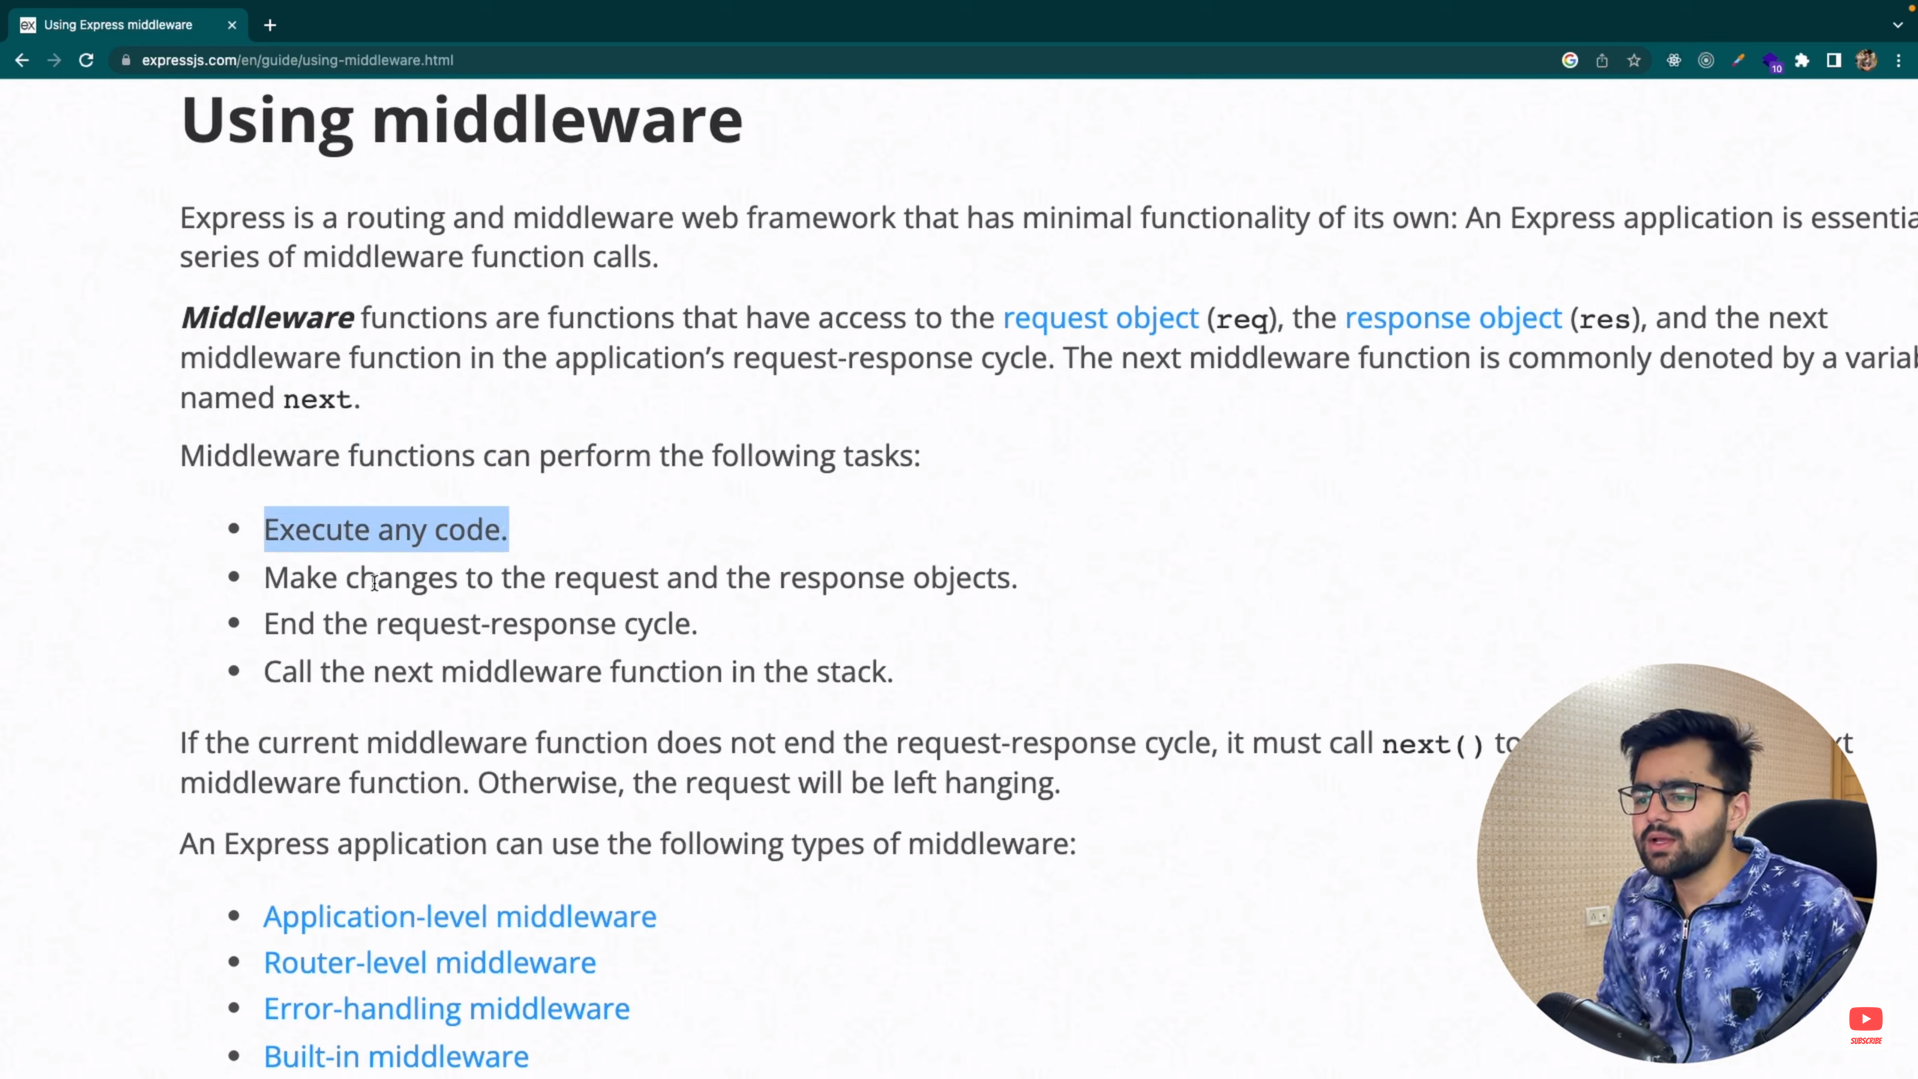 Using Express middleware
expressjs.com/en/guide/using-middleware.html
10
Using middleware
Express is a routing and middleware web framework that has minimal functionality of its own: An Express application is
series of middleware function calls.
Middleware functions are functions that have access to the request object (req), the response object (res), and the next
middleware function in the application’s request-response cycle. The next middleware function is commonly denoted by a
named next.
Middleware functions can perform the following tasks:
• Execute any code.
• Make changes to the request and the response objects.
• End the request-response cycle.
• Call the next middleware function in the stack.
If the current middleware function does not end the request-response cycle, it must call next() to
middleware function. Otherwise, the request will be left hanging.
An Express application can use the following types of middleware:
• Application-level middleware
• Router-level middleware
• Error-handling middleware
• Built-in middleware
SUBSCRIBE